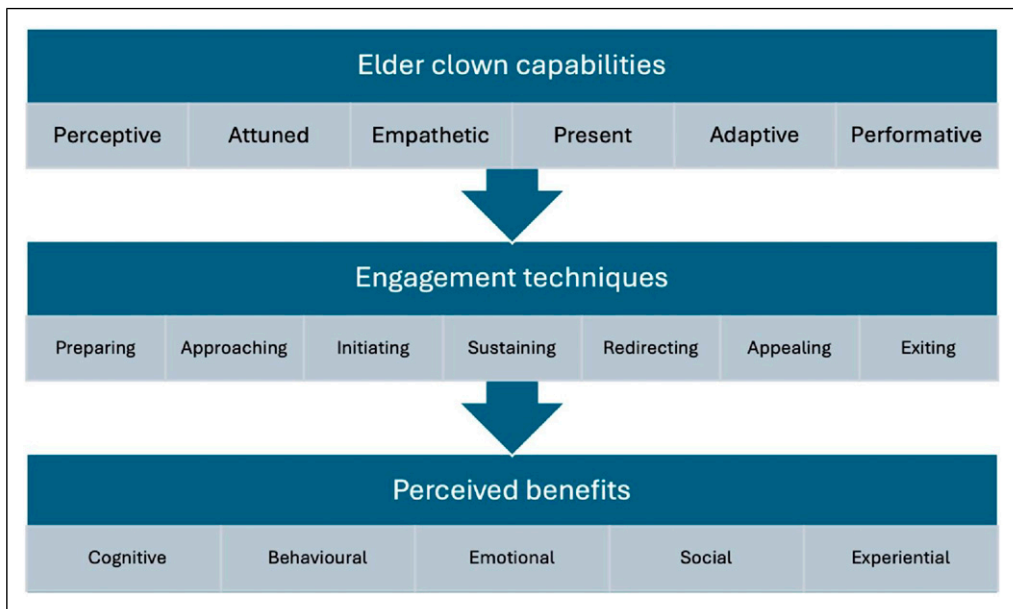 Elder clown capabilities
Perceptive Attuned Empathetic Present Adaptive Performative
Engagement techniques
Preparing Approaching Initiating Sustaining Redirecting Appealing Exiting
Perceived benefits
Cognitive Behavioural Emotional Social Experiential